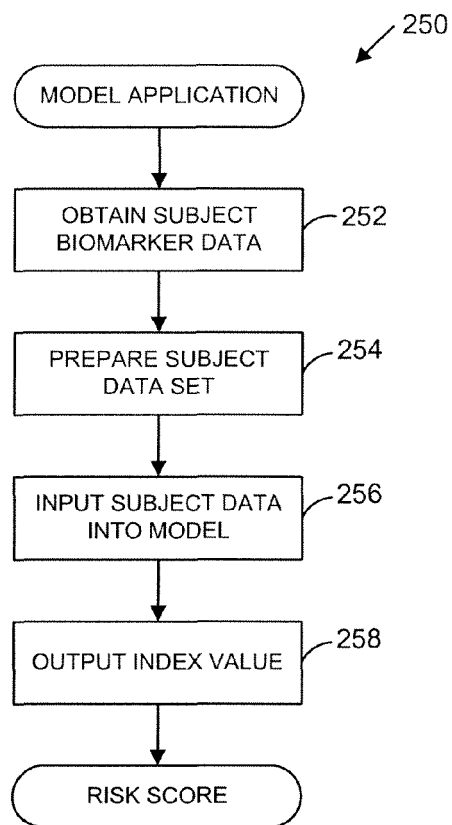 250
MODEL APPLICATION
OBTAIN SUBJECT
BIOMARKER DATA
252
PREPARE SUBJECT
DATA SET
254
INPUT SUBJECT DATA
INTO MODEL
256
OUTPUT INDEX VALUE
258
RISK SCORE